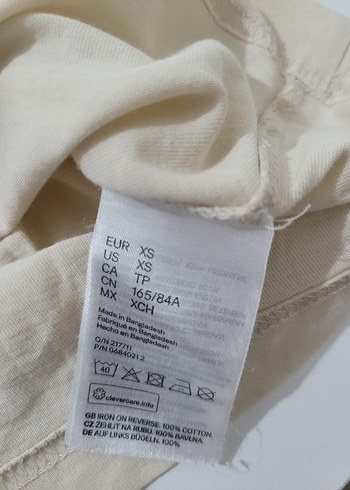 EUR XS
US XS
CA TP
CN 165/84A
MX XCH
Made in Bangladesh
Fabriqué en Bangladesh
Hecho en Bangladesh
O/N 217711
P/N 0684021.2
40
clevercare.info
GB IRON ON REVERSE. 100% COTTON.
CZ ŽEHLIT NA RUBU. 100% BAVLNA.
DE AUF LINKS BÜGELN. 100%